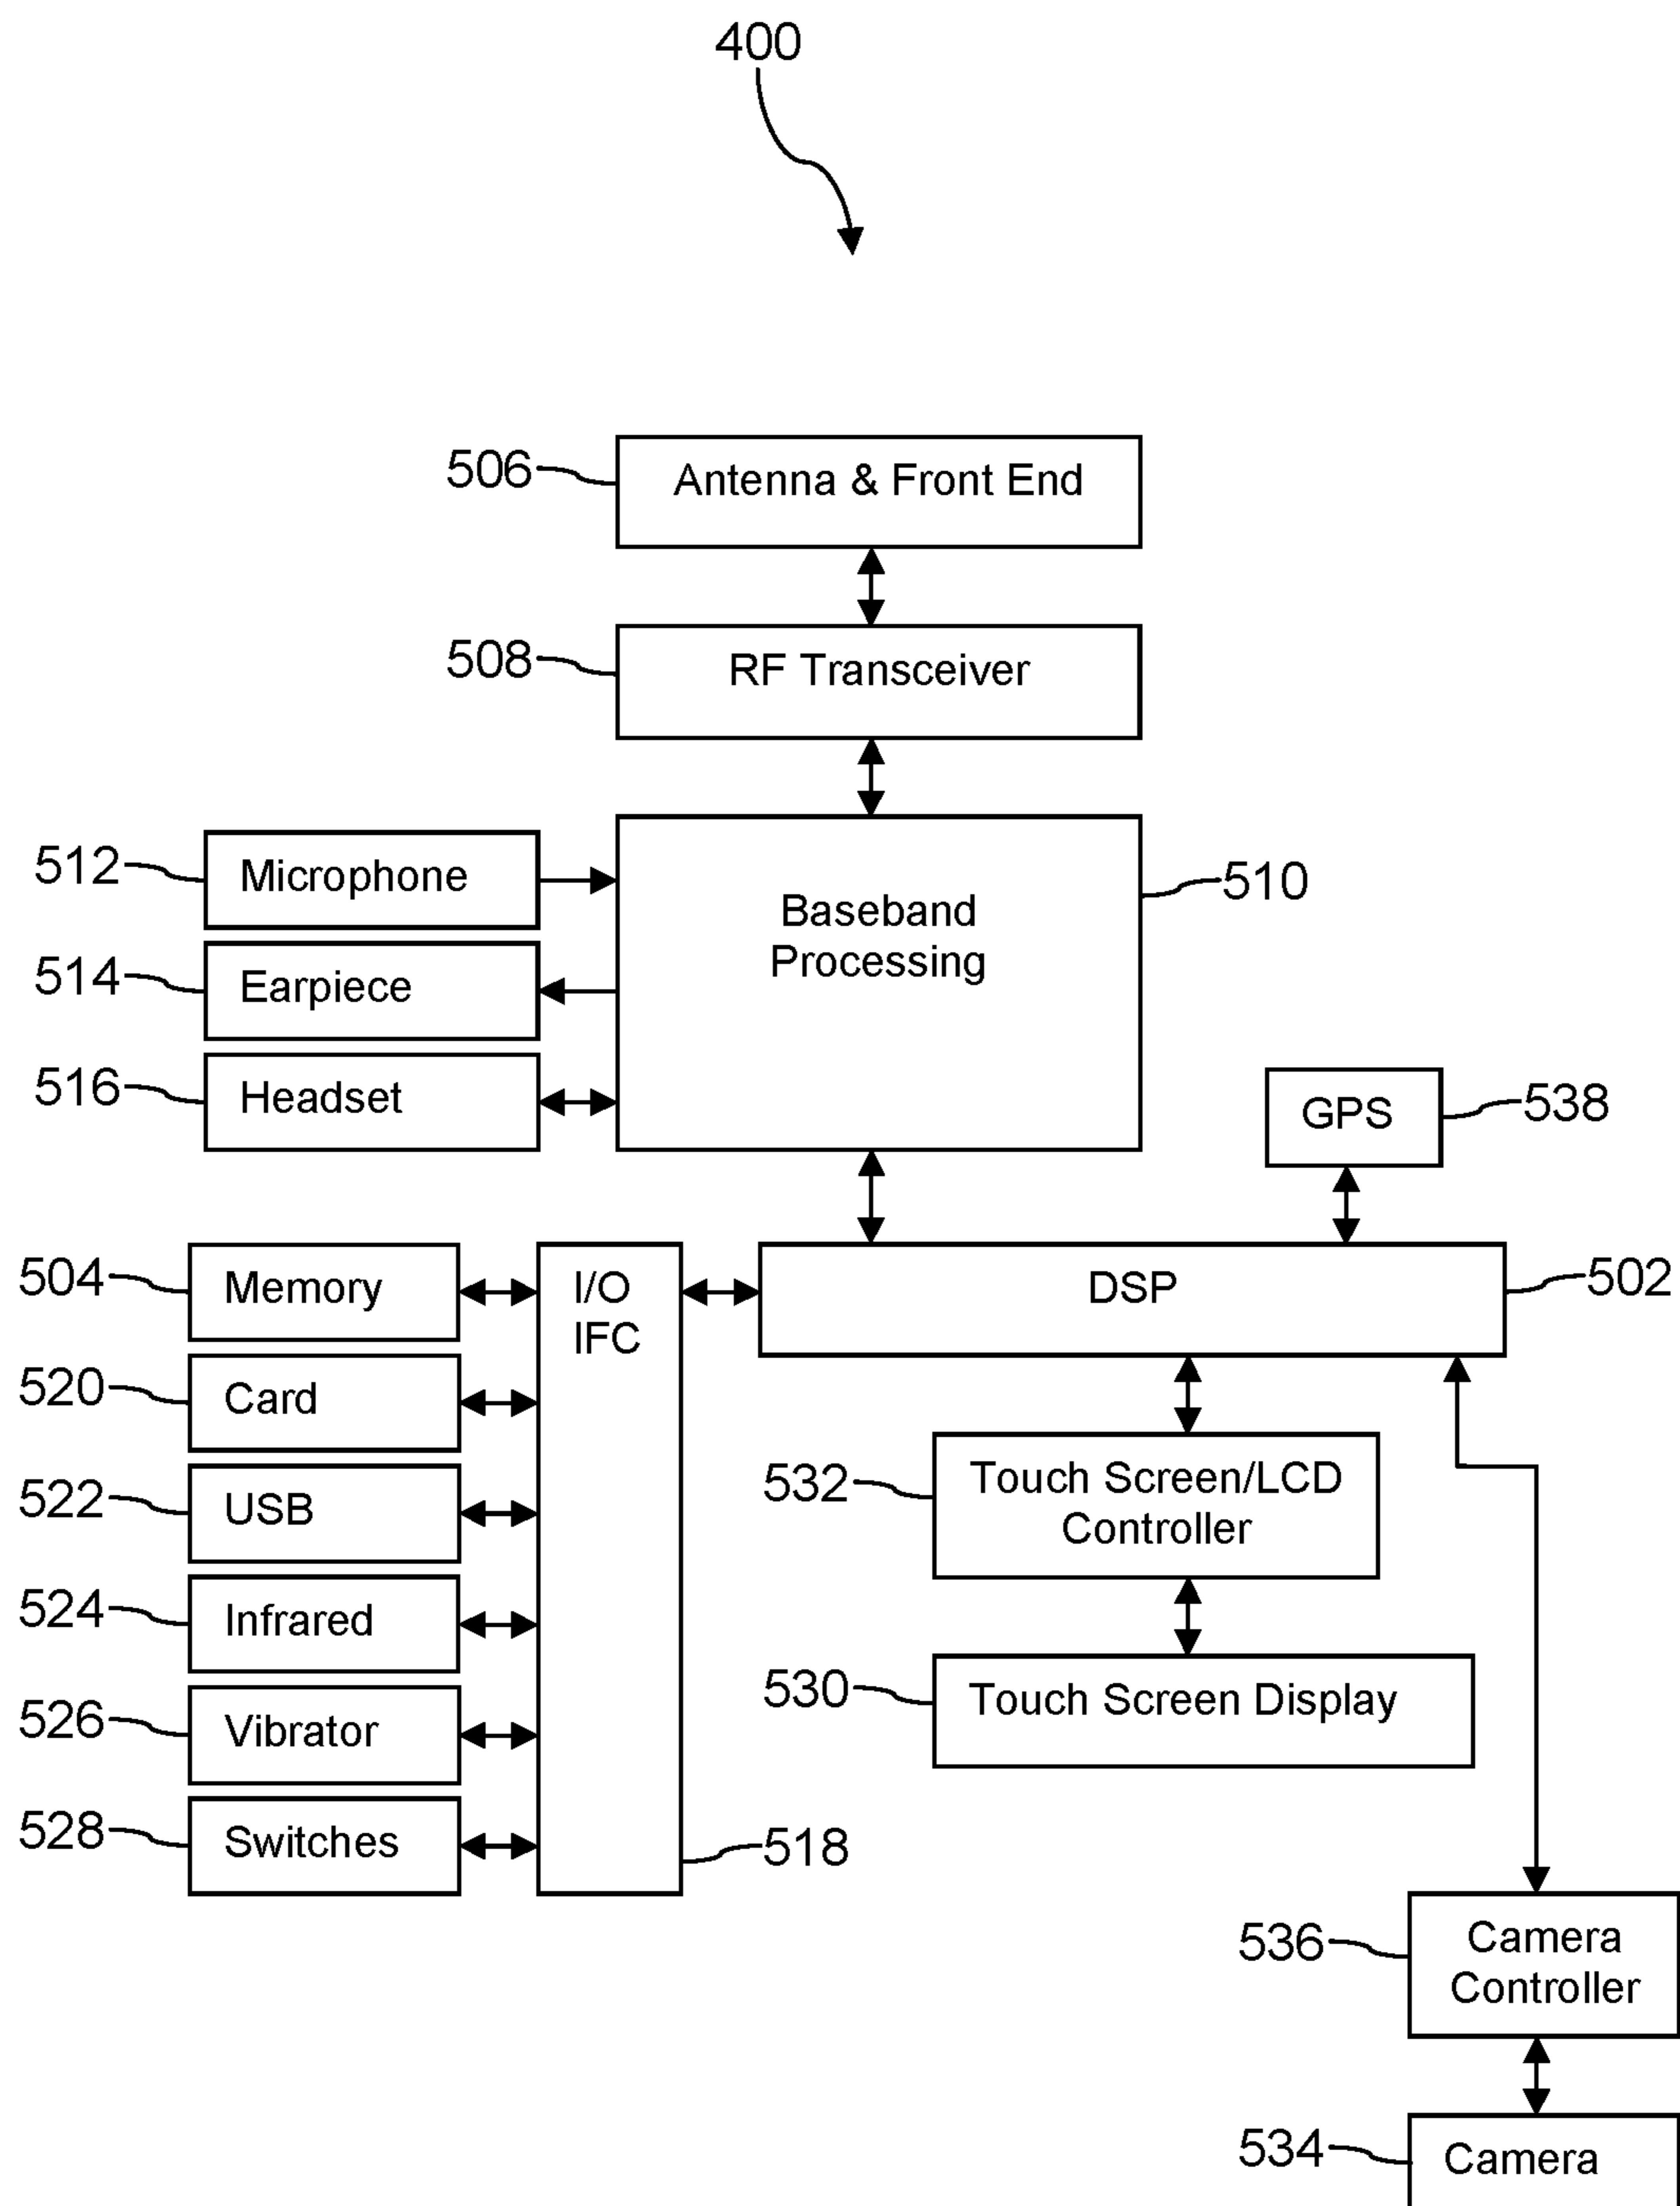 400
506
Antenna & Front End
508
RF Transceiver
512
Microphone
Baseband
Processing
510
514
Earpiece
516
Headset
GPS
538
504
Memory
I/O
IFC
DSP
502
520
Card
522
USB
532
Touch Screen/LCD
Controller
524
Infrared
530
Touch Screen Display
526
Vibrator
528
Switches
518
536
Camera
Controller
534
Camera